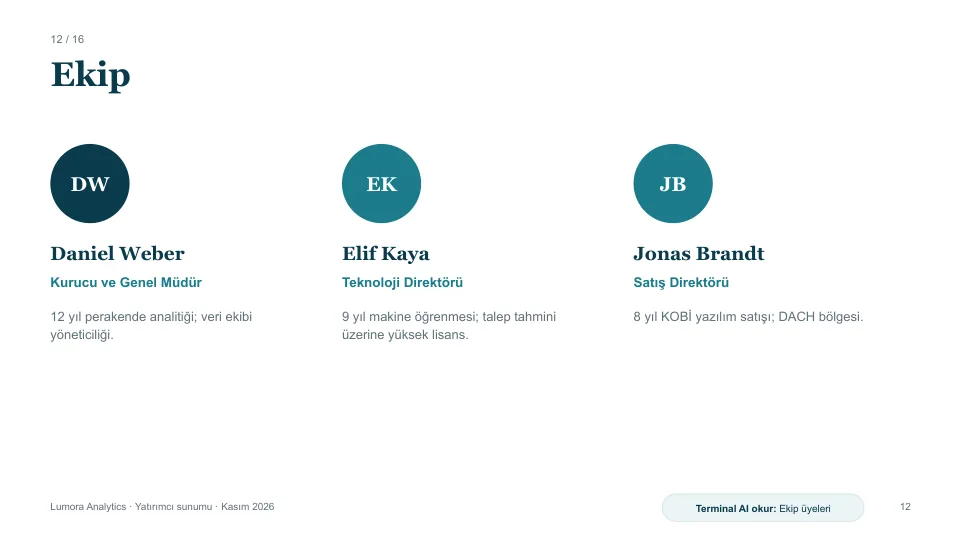 12 / 16
Ekip
DW
EK
JB
Daniel Weber
Kurucu ve Genel Müdür
12 yıl perakende analitiği; veri ekibi
yöneticiliği.
Elif Kaya
Teknoloji Direktörü
9 yıl makine öğrenmesi; talep tahmini
üzerine yüksek lisans.
Jonas Brandt
Satış Direktörü
8 yıl KOBİ yazılım satışı; DACH bölgesi.
Lumora Analytics · Yatırımcı sunumu · Kasım 2026
Terminal AI okur: Ekip üyeleri
12